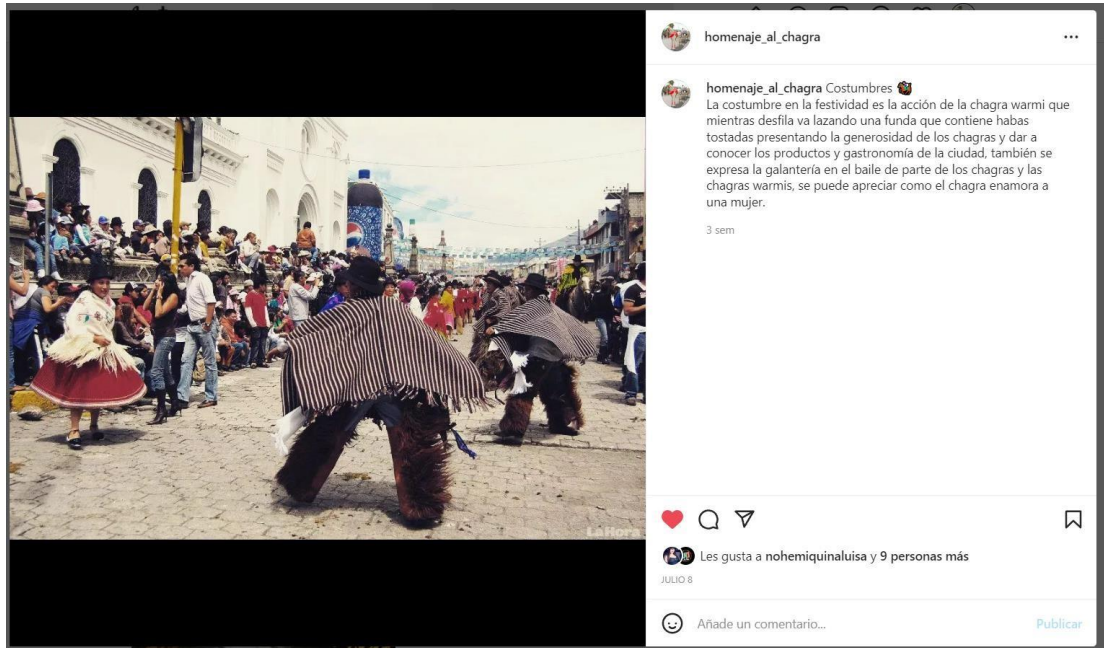 homenaje_al_chagra
homenaje_al_chagra Costumbres
La costumbre en la festividad es la acción de la chagra warmi que
mientras desfila va lazando una funda que contiene habas
tostadas presentando la generosidad de los chagras y dar a
conocer los productos y gastronomía de la ciudad, también se
expresa la galantería en el baile de parte de los chagras y las
chagras warmis, se puede apreciar como el chagra enamora a
una mujer.
3 sem
LaHora
Les gusta a nohemiquinaluisa y 9 personas más
JULIO 8
Añade un comentario...
Publicar